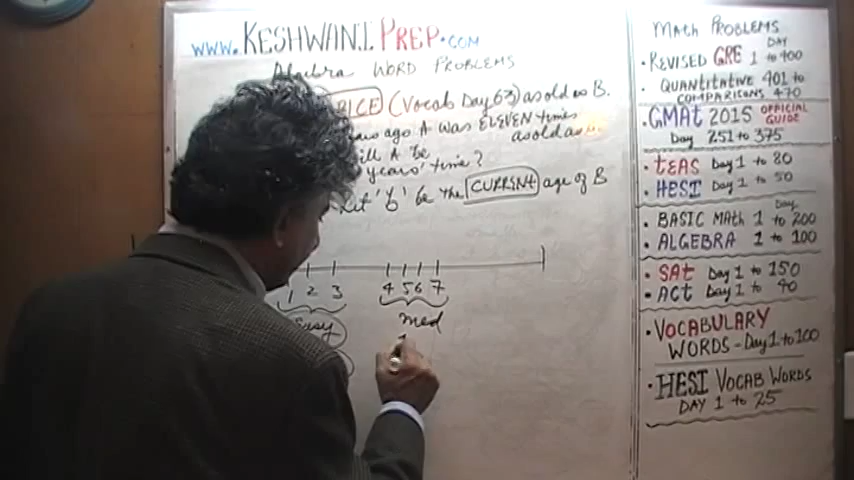 www.KESHWANI PREP.COM
Algebra WORD PROBLEMS
RICE (Vocab Day 63) as old as B.
ago A was ELEVEN times
as old as
ill A be
years' time?
Let 'b' be the CURRENT age of B
1 2 3 4 5 6 7
Easy med
MATH PROBLEMS
DAY
• REVISED GRE 1 to 400
• QUANTITATIVE 401 to
COMPARISONS 470
• GMAT 2015 OFFICIAL
GUIDE
Day 251 to 375
• TEAS Day 1 to 80
• HESI Day 1 to 50
Day
• BASIC MATH 1 to 200
• ALGEBRA 1 to 100
• SAT Day 1 to 150
• ACT Day 1 to 90
• VOCABULARY
WORDS - Day 1 to 100
• HESI VOCAB WORDS
DAY 1 to 25